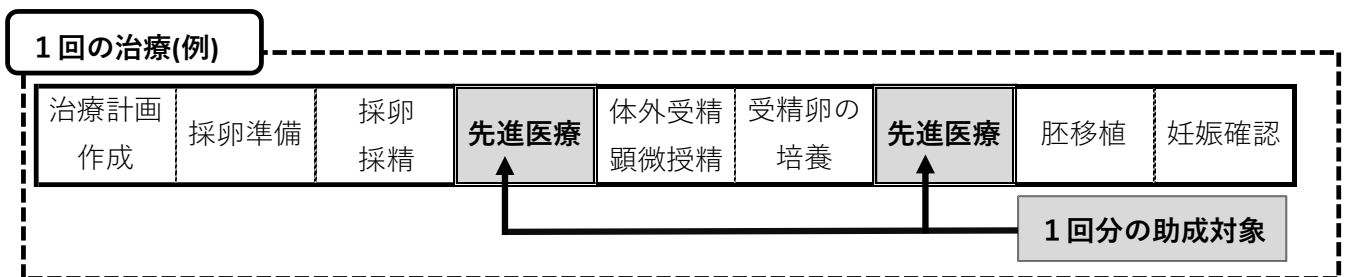 １回の治療(例)
治療計画
作成
採卵準備
採卵
採精
先進医療
体外受精
顕微授精
受精卵の
培養
先進医療
胚移植
妊娠確認
１回分の助成対象